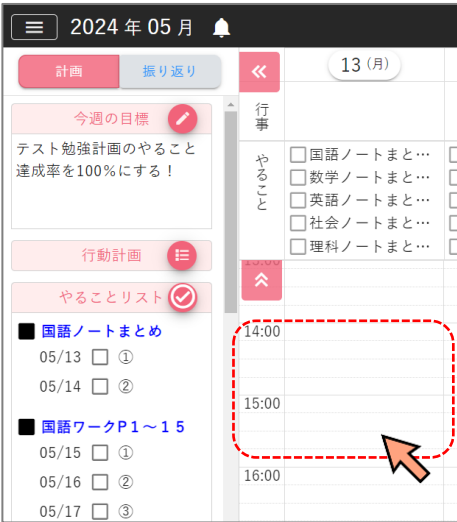 2024 年 05 月
計画 振り返り
今週の目標
テスト勉強計画のやること
達成率を100%にする！
行動計画
やることリスト
国語ノートまとめ
05/13 ①
05/14 ②
国語ワークP１～１５
05/15 ①
05/16 ②
05/17 ③
13 (月)
行事
やること
国語ノートまと…
数学ノートまと…
英語ノートまと…
社会ノートまと…
理科ノートまと…
13:00
14:00
15:00
16:00